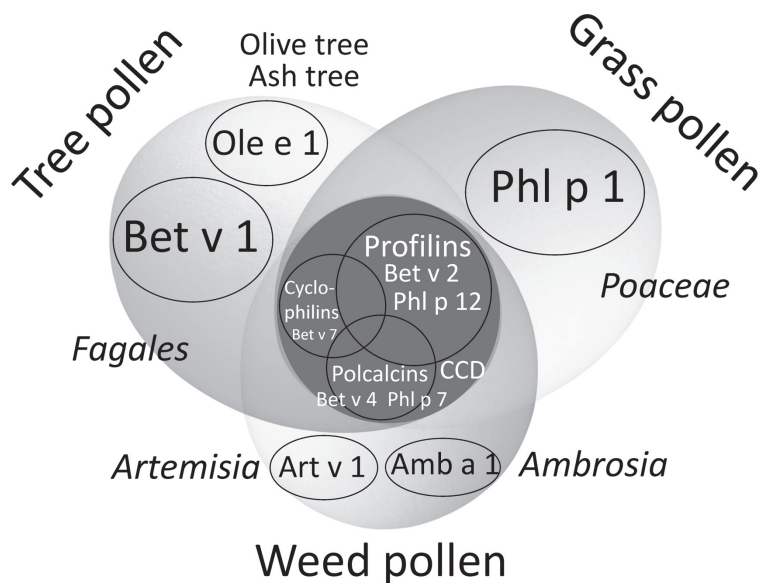 Tree pollen
Olive tree
Ash tree
Grass pollen
Ole e 1
Bet v 1
Phl p 1
Profilins
Bet v 2
Phl p 12
Cyclo-
philins
Bet v 7
Poaceae
Fagales
Polcalcins
CCD
Bet v 4 Phl p 7
Artemisia
Art v 1
Amb a 1
Ambrosia
Weed pollen